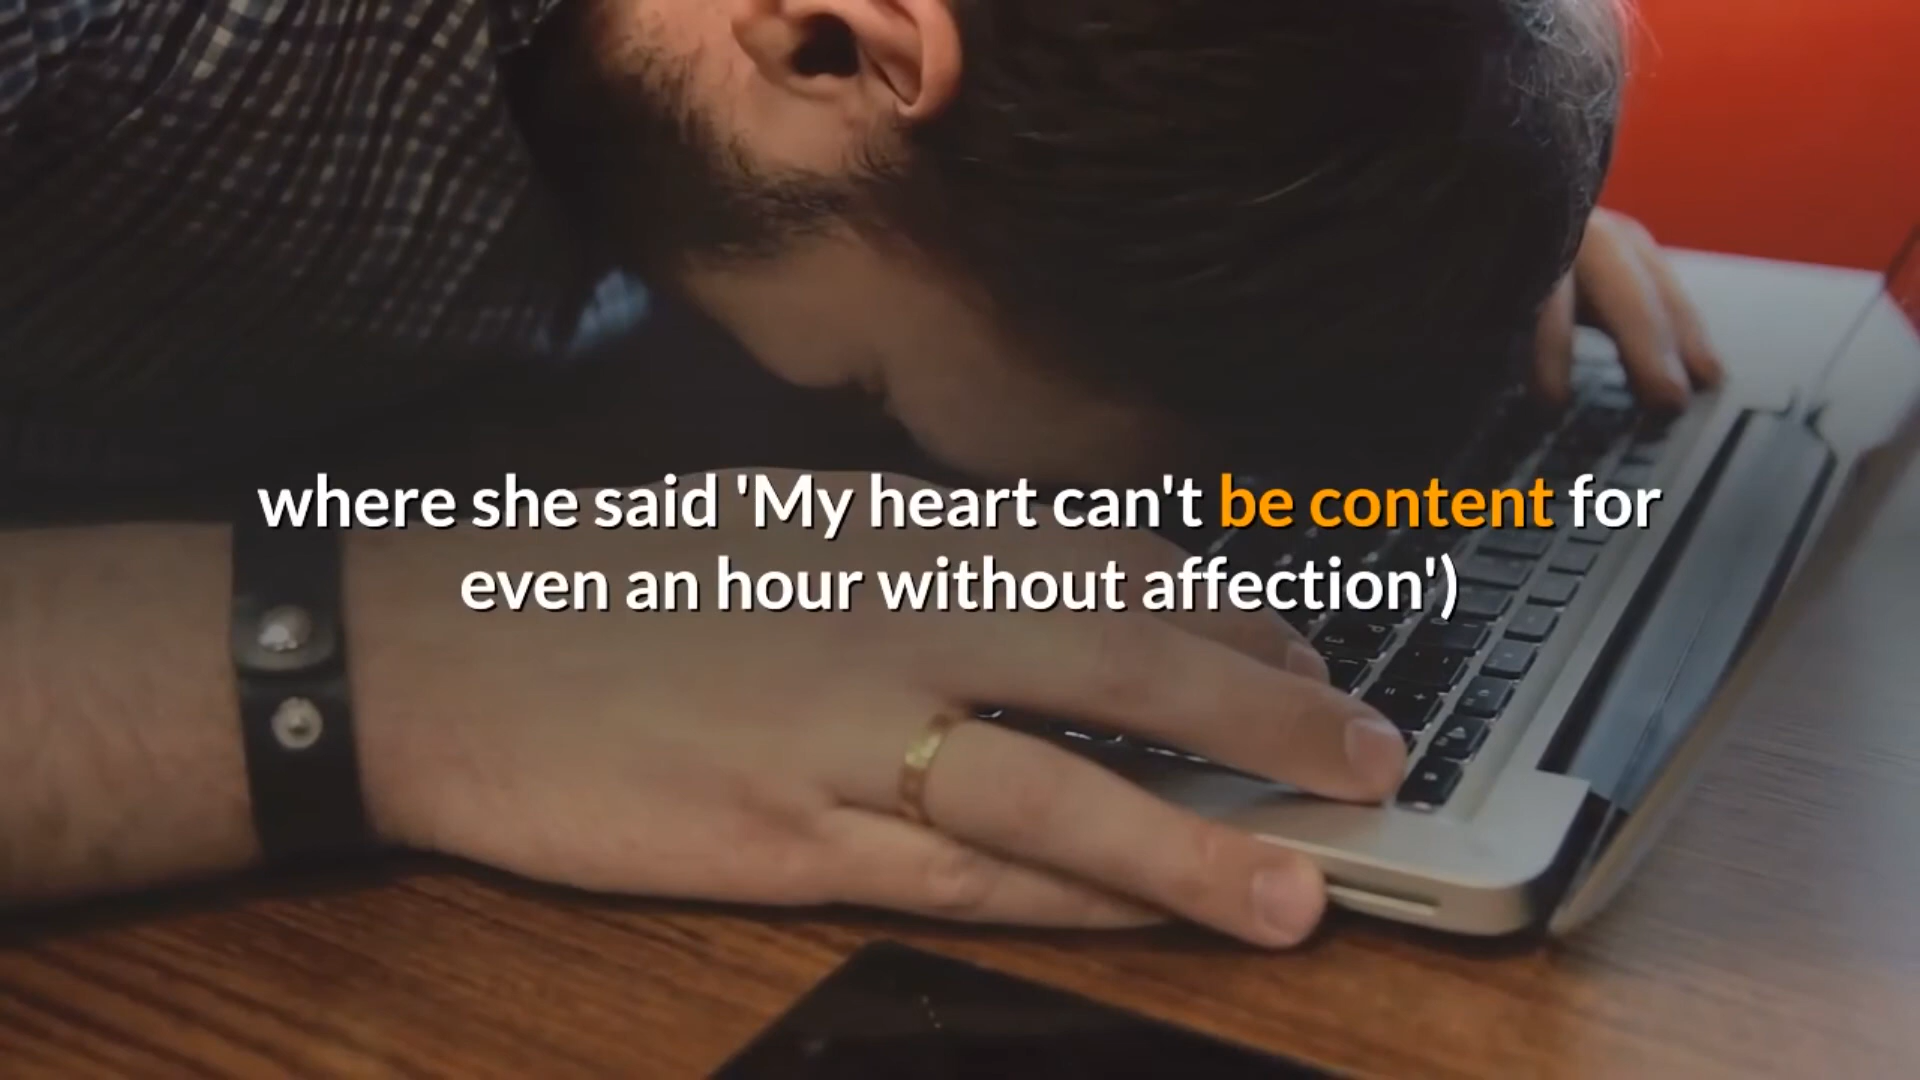 where she said 'My heart can't be content for
even an hour without affection')